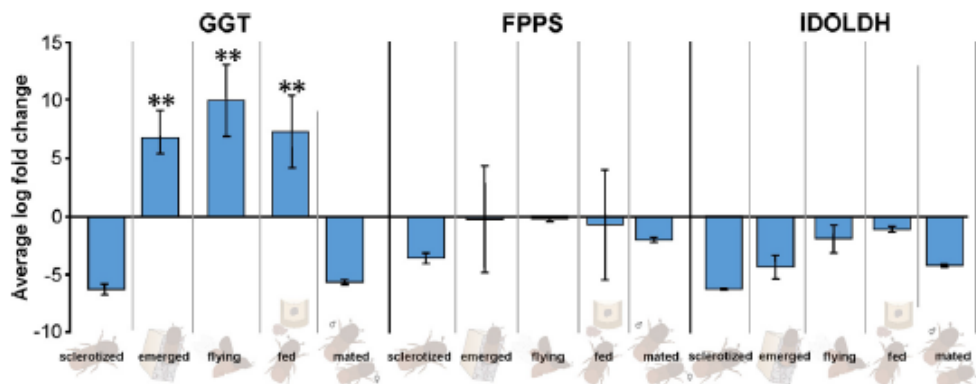 GGT FPPS IDOLDH
15
10
5
0
-5
-10
Average log fold change
** ** **
sclerotized emerged flying fed mated sclerotized emerged flying fed mated sclerotized emerged flying fed mated
♂ ♀ ♂ ♀ ♂